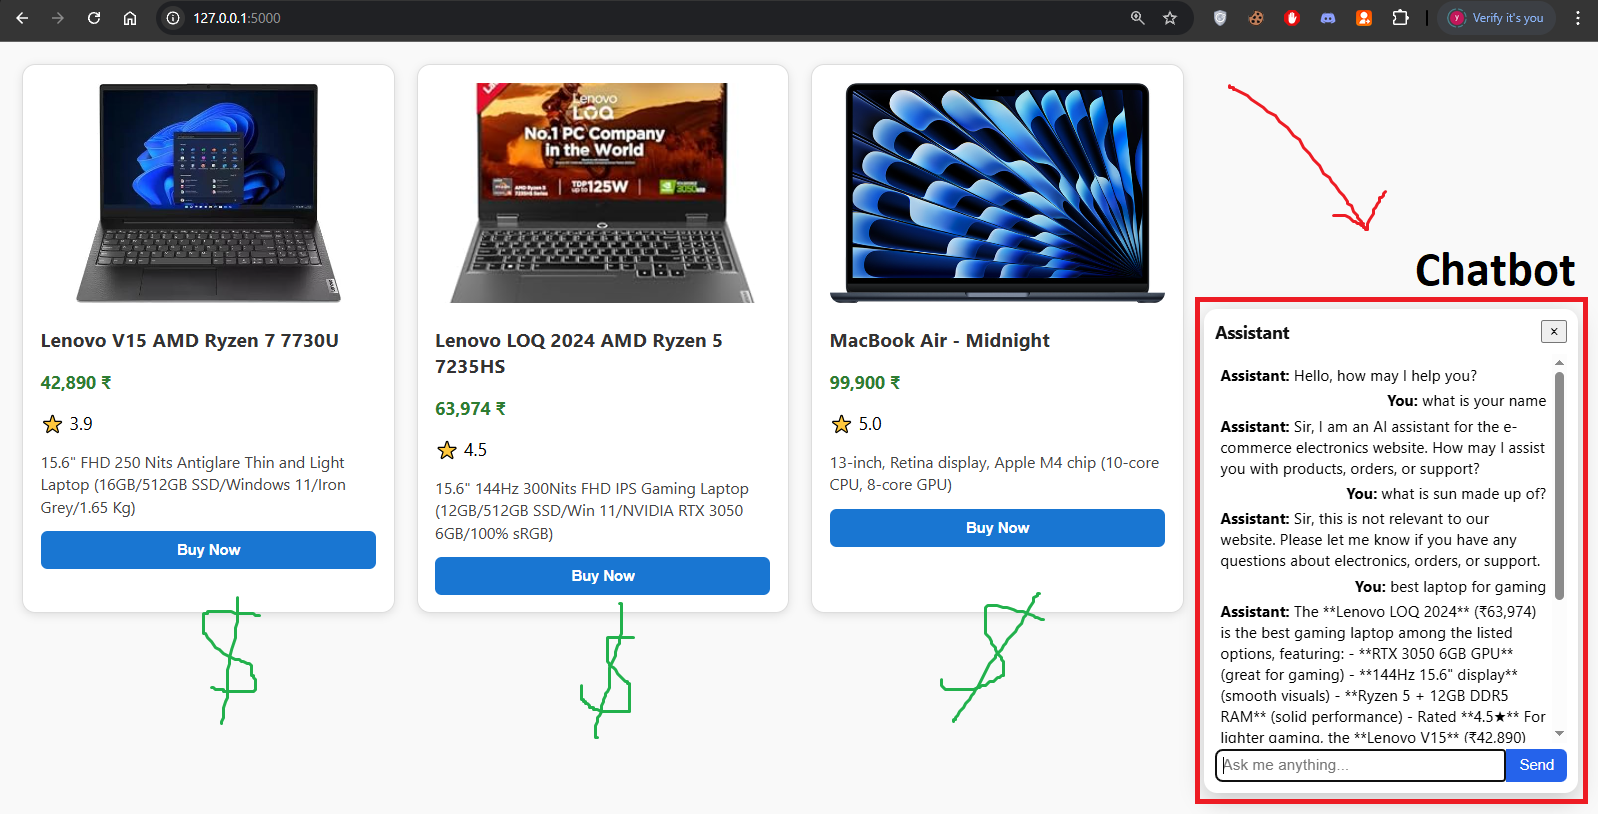 127.0.0.1:5000
Verify it's you
Lenovo
LOQ
No.1 PC Company
in the World
TDP
up to 125W
Lenovo V15 AMD Ryzen 7 7730U
42,890 ₹
⭐ 3.9
15.6" FHD 250 Nits Antiglare Thin and Light
Laptop (16GB/512GB SSD/Windows 11/Iron
Grey/1.65 Kg)
Buy Now
Lenovo LOQ 2024 AMD Ryzen 5
7235HS
63,974 ₹
⭐ 4.5
15.6" 144Hz 300Nits FHD IPS Gaming Laptop
(12GB/512GB SSD/Win 11/NVIDIA RTX 3050
6GB/100% sRGB)
Buy Now
MacBook Air - Midnight
99,900 ₹
⭐ 5.0
13-inch, Retina display, Apple M4 chip (10-core
CPU, 8-core GPU)
Buy Now
$ $ $
Chatbot
Assistant
×
Assistant: Hello, how may I help you?
You: what is your name
Assistant: Sir, I am an AI assistant for the e-
commerce electronics website. How may I assist
you with products, orders, or support?
You: what is sun made up of?
Assistant: Sir, this is not relevant to our
website. Please let me know if you have any
questions about electronics, orders, or support.
You: best laptop for gaming
Assistant: The **Lenovo LOQ 2024** (₹63,974)
is the best gaming laptop among the listed
options, featuring: - **RTX 3050 6GB GPU**
(great for gaming) - **144Hz 15.6" display**
(smooth visuals) - **Ryzen 5 + 12GB DDR5
RAM** (solid performance) - Rated **4.5★** For
lighter gaming, the **Lenovo V15** (₹42,890)
Ask me anything...
Send